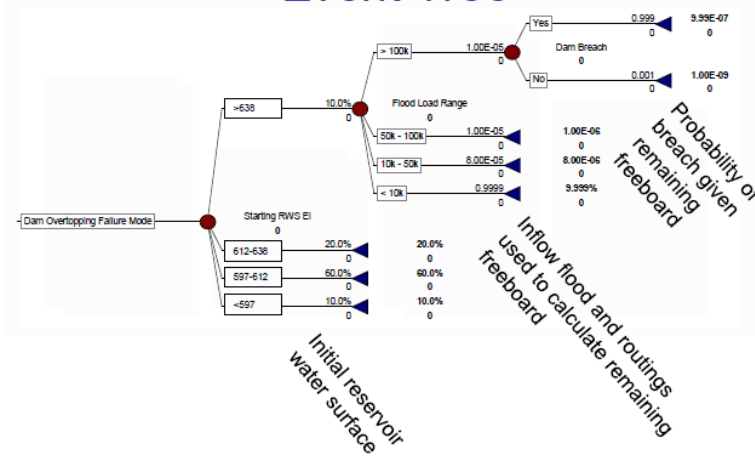 Yes 0.999 9.99E-07
0 0
> 100k 1.00E-05 Dam Breach
0 0
No 0.001 1.00E-09
0 0
>638 10.0% Flood Load Range
0 0
50k - 100k 1.00E-05 1.00E-06
0 0
10k - 50k 8.00E-05 8.00E-06
0 0
< 10k 0.9999 9.999%
0 0
Dam Overtopping Failure Mode Starting RWS El
0
612-638 20.0% 20.0%
0 0
597-612 60.0% 60.0%
0 0
<597 10.0% 10.0%
0 0
Initial reservoir
water surface
Inflow flood and routings
used to calculate remaining
freeboard
Probability of
breach given
remaining
freeboard